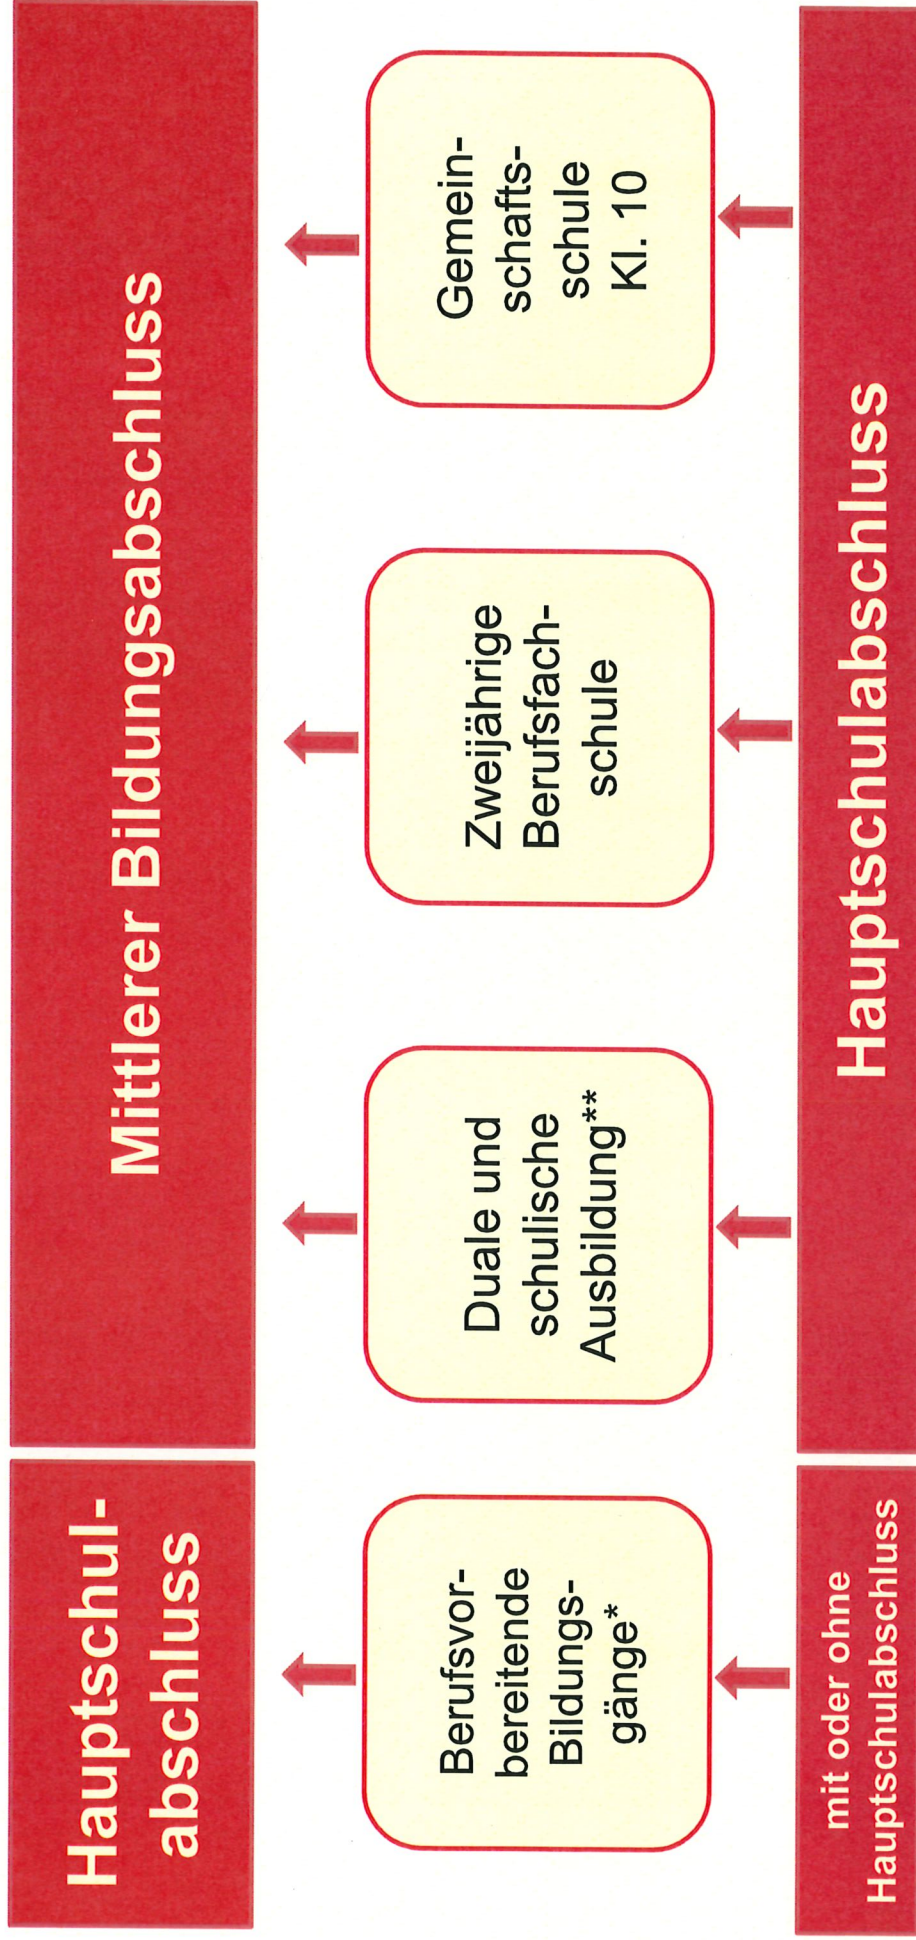 Hauptschul-
abschluss
Mittlerer Bildungsabschluss
Berufsvor-
bereitende
Bildungs-
gänge*
Duale und
schulische
Ausbildung**
Zweijährige
Berufsfach-
schule
Gemein-
schafts-
schule
Kl. 10
mit oder ohne
Hauptschulabschluss
Hauptschulabschluss